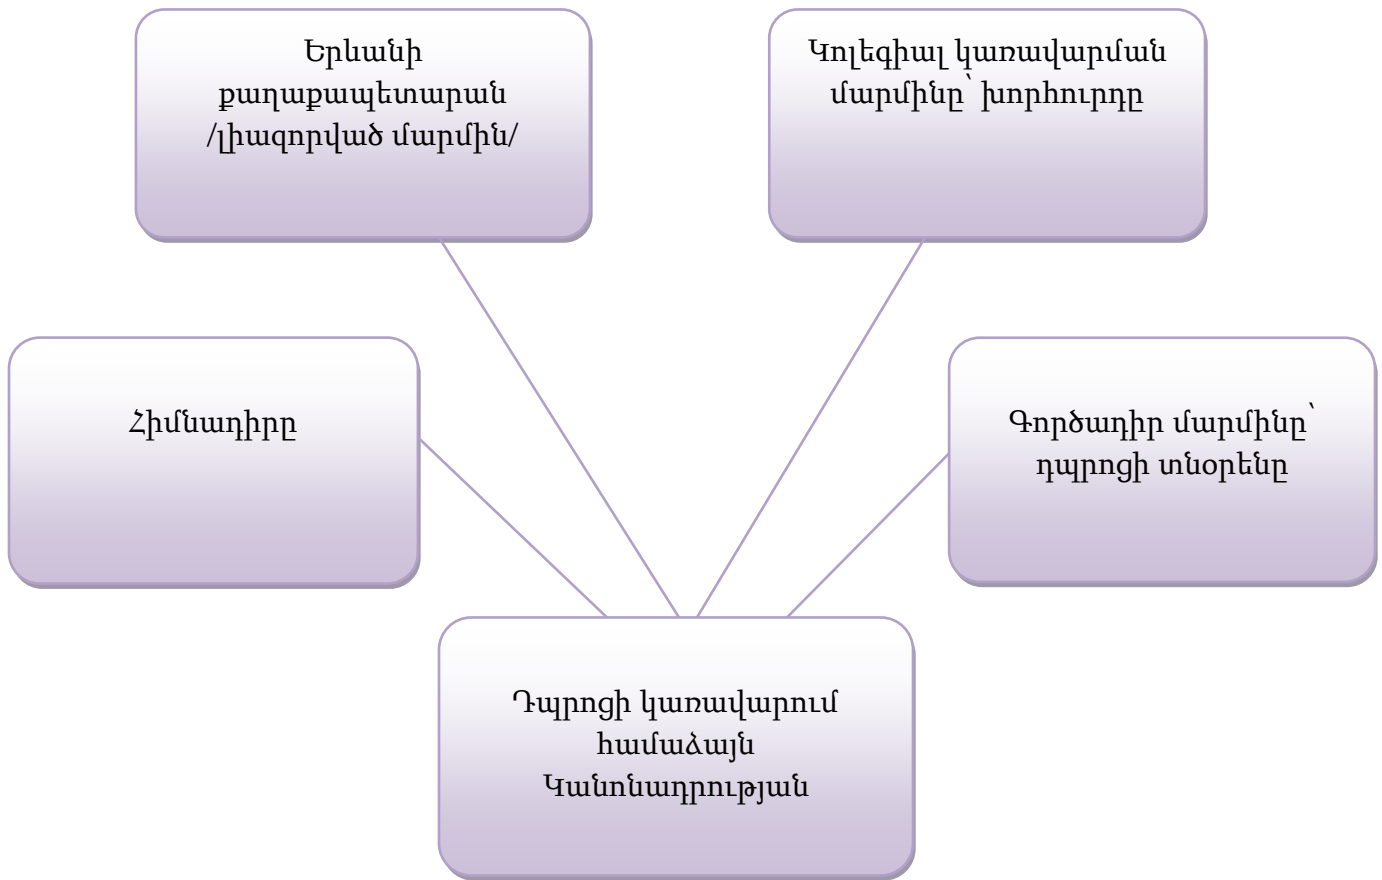 Երևանի
քաղաքապետարան
/լիազորված մարմին/
Կոլեգիալ կառավարման
մարմինը՝ խորհուրդը
Հիմնադիրը
Գործադիր մարմինը՝
դպրոցի տնօրենը
Դպրոցի կառավարում
համաձայն
Կանոնադրության